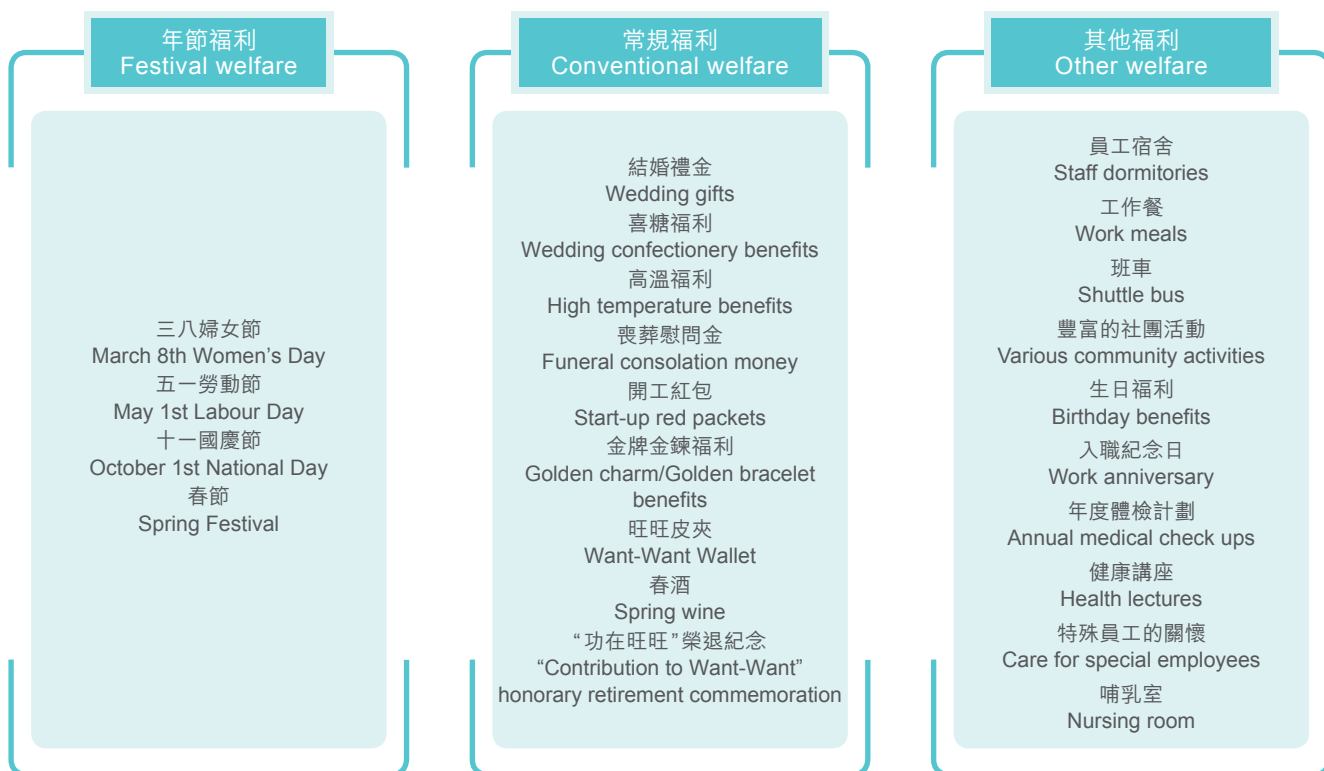 年節福利
Festival welfare
三八婦女節
March 8th Women’s Day
五一勞動節
May 1st Labour Day
十一國慶節
October 1st National Day
春節
Spring Festival
常規福利
Conventional welfare
結婚禮金
Wedding gifts
喜糖福利
Wedding confectionery benefits
高溫福利
High temperature benefits
喪葬慰問金
Funeral consolation money
開工紅包
Start-up red packets
金牌金鍊福利
Golden charm/Golden bracelet
benefits
旺旺皮夾
Want-Want Wallet
春酒
Spring wine
“功在旺旺”榮退紀念
“Contribution to Want-Want”
honorary retirement commemoration
其他福利
Other welfare
員工宿舍
Staff dormitories
工作餐
Work meals
班車
Shuttle bus
豐富的社團活動
Various community activities
生日福利
Birthday benefits
入職紀念日
Work anniversary
年度體檢計劃
Annual medical check ups
健康講座
Health lectures
特殊員工的關懷
Care for special employees
哺乳室
Nursing room